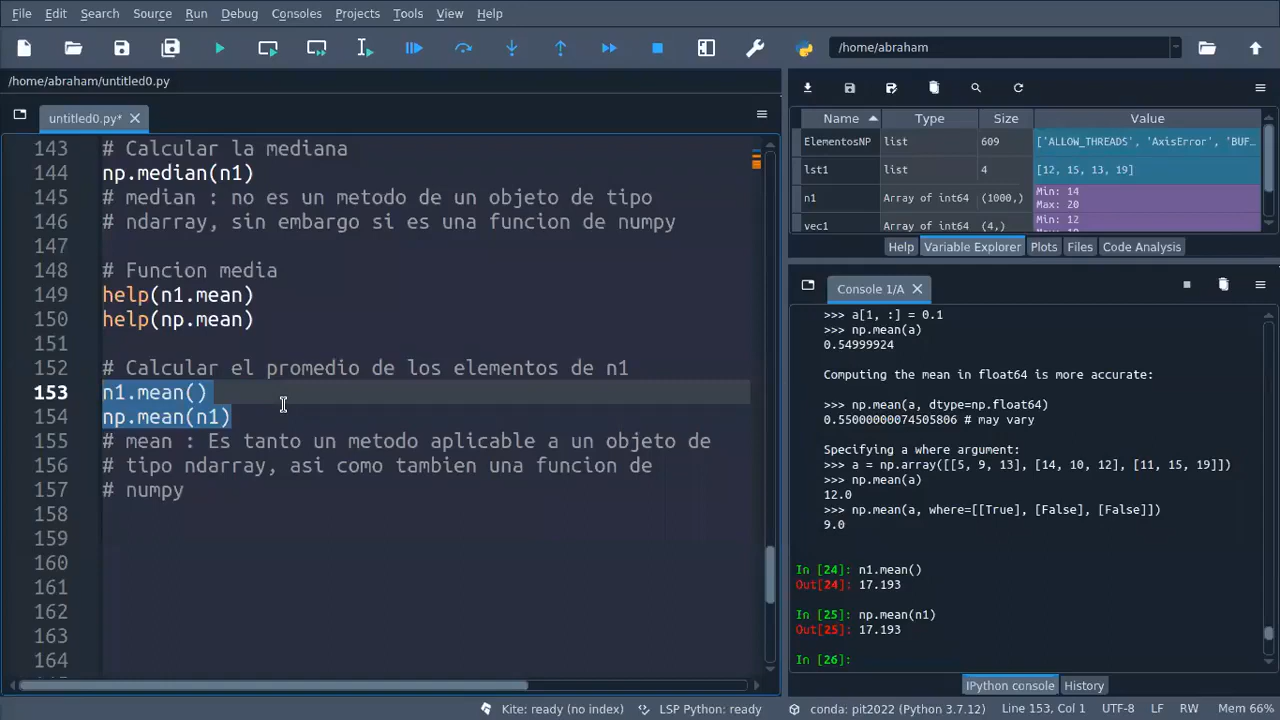 File Edit Search Source Run Debug Consoles Projects Tools View Help
/home/abraham
/home/abraham/untitled0.py
untitled0.py*
143 # Calcular la mediana
144 np.median(n1)
145 # median : no es un metodo de un objeto de tipo
146 # ndarray, sin embargo si es una funcion de numpy
147
148 # Funcion media
149 help(n1.mean)
150 help(np.mean)
151
152 # Calcular el promedio de los elementos de n1
153 n1.mean()
154 np.mean(n1)
155 # mean : Es tanto un metodo aplicable a un objeto de
156 # tipo ndarray, asi como tambien una funcion de
157 # numpy
158
159
160
161
162
163
164
Name Type Size Value
ElementosNP list 609 ['ALLOW_THREADS', 'AxisError', 'BUF...
lst1 list 4 [12, 15, 13, 19]
n1 Array of int64 (1000,) Min: 14
Max: 20
vec1 Array of int64 (4,) Min: 12
Help Variable Explorer Plots Files Code Analysis
Console 1/A
>>> a[1, :] = 0.1
>>> np.mean(a)
0.54999924
Computing the mean in float64 is more accurate:
>>> np.mean(a, dtype=np.float64)
0.55000000074505806 # may vary
Specifying a where argument:
>>> a = np.array([[5, 9, 13], [14, 10, 12], [11, 15, 19]])
>>> np.mean(a)
12.0
>>> np.mean(a, where=[[True], [False], [False]])
9.0
In [24]: n1.mean()
Out[24]: 17.193
In [25]: np.mean(n1)
Out[25]: 17.193
In [26]:
IPython console History
Kite: ready (no index) LSP Python: ready conda: pit2022 (Python 3.7.12) Line 153, Col 1 UTF-8 LF RW Mem 66%